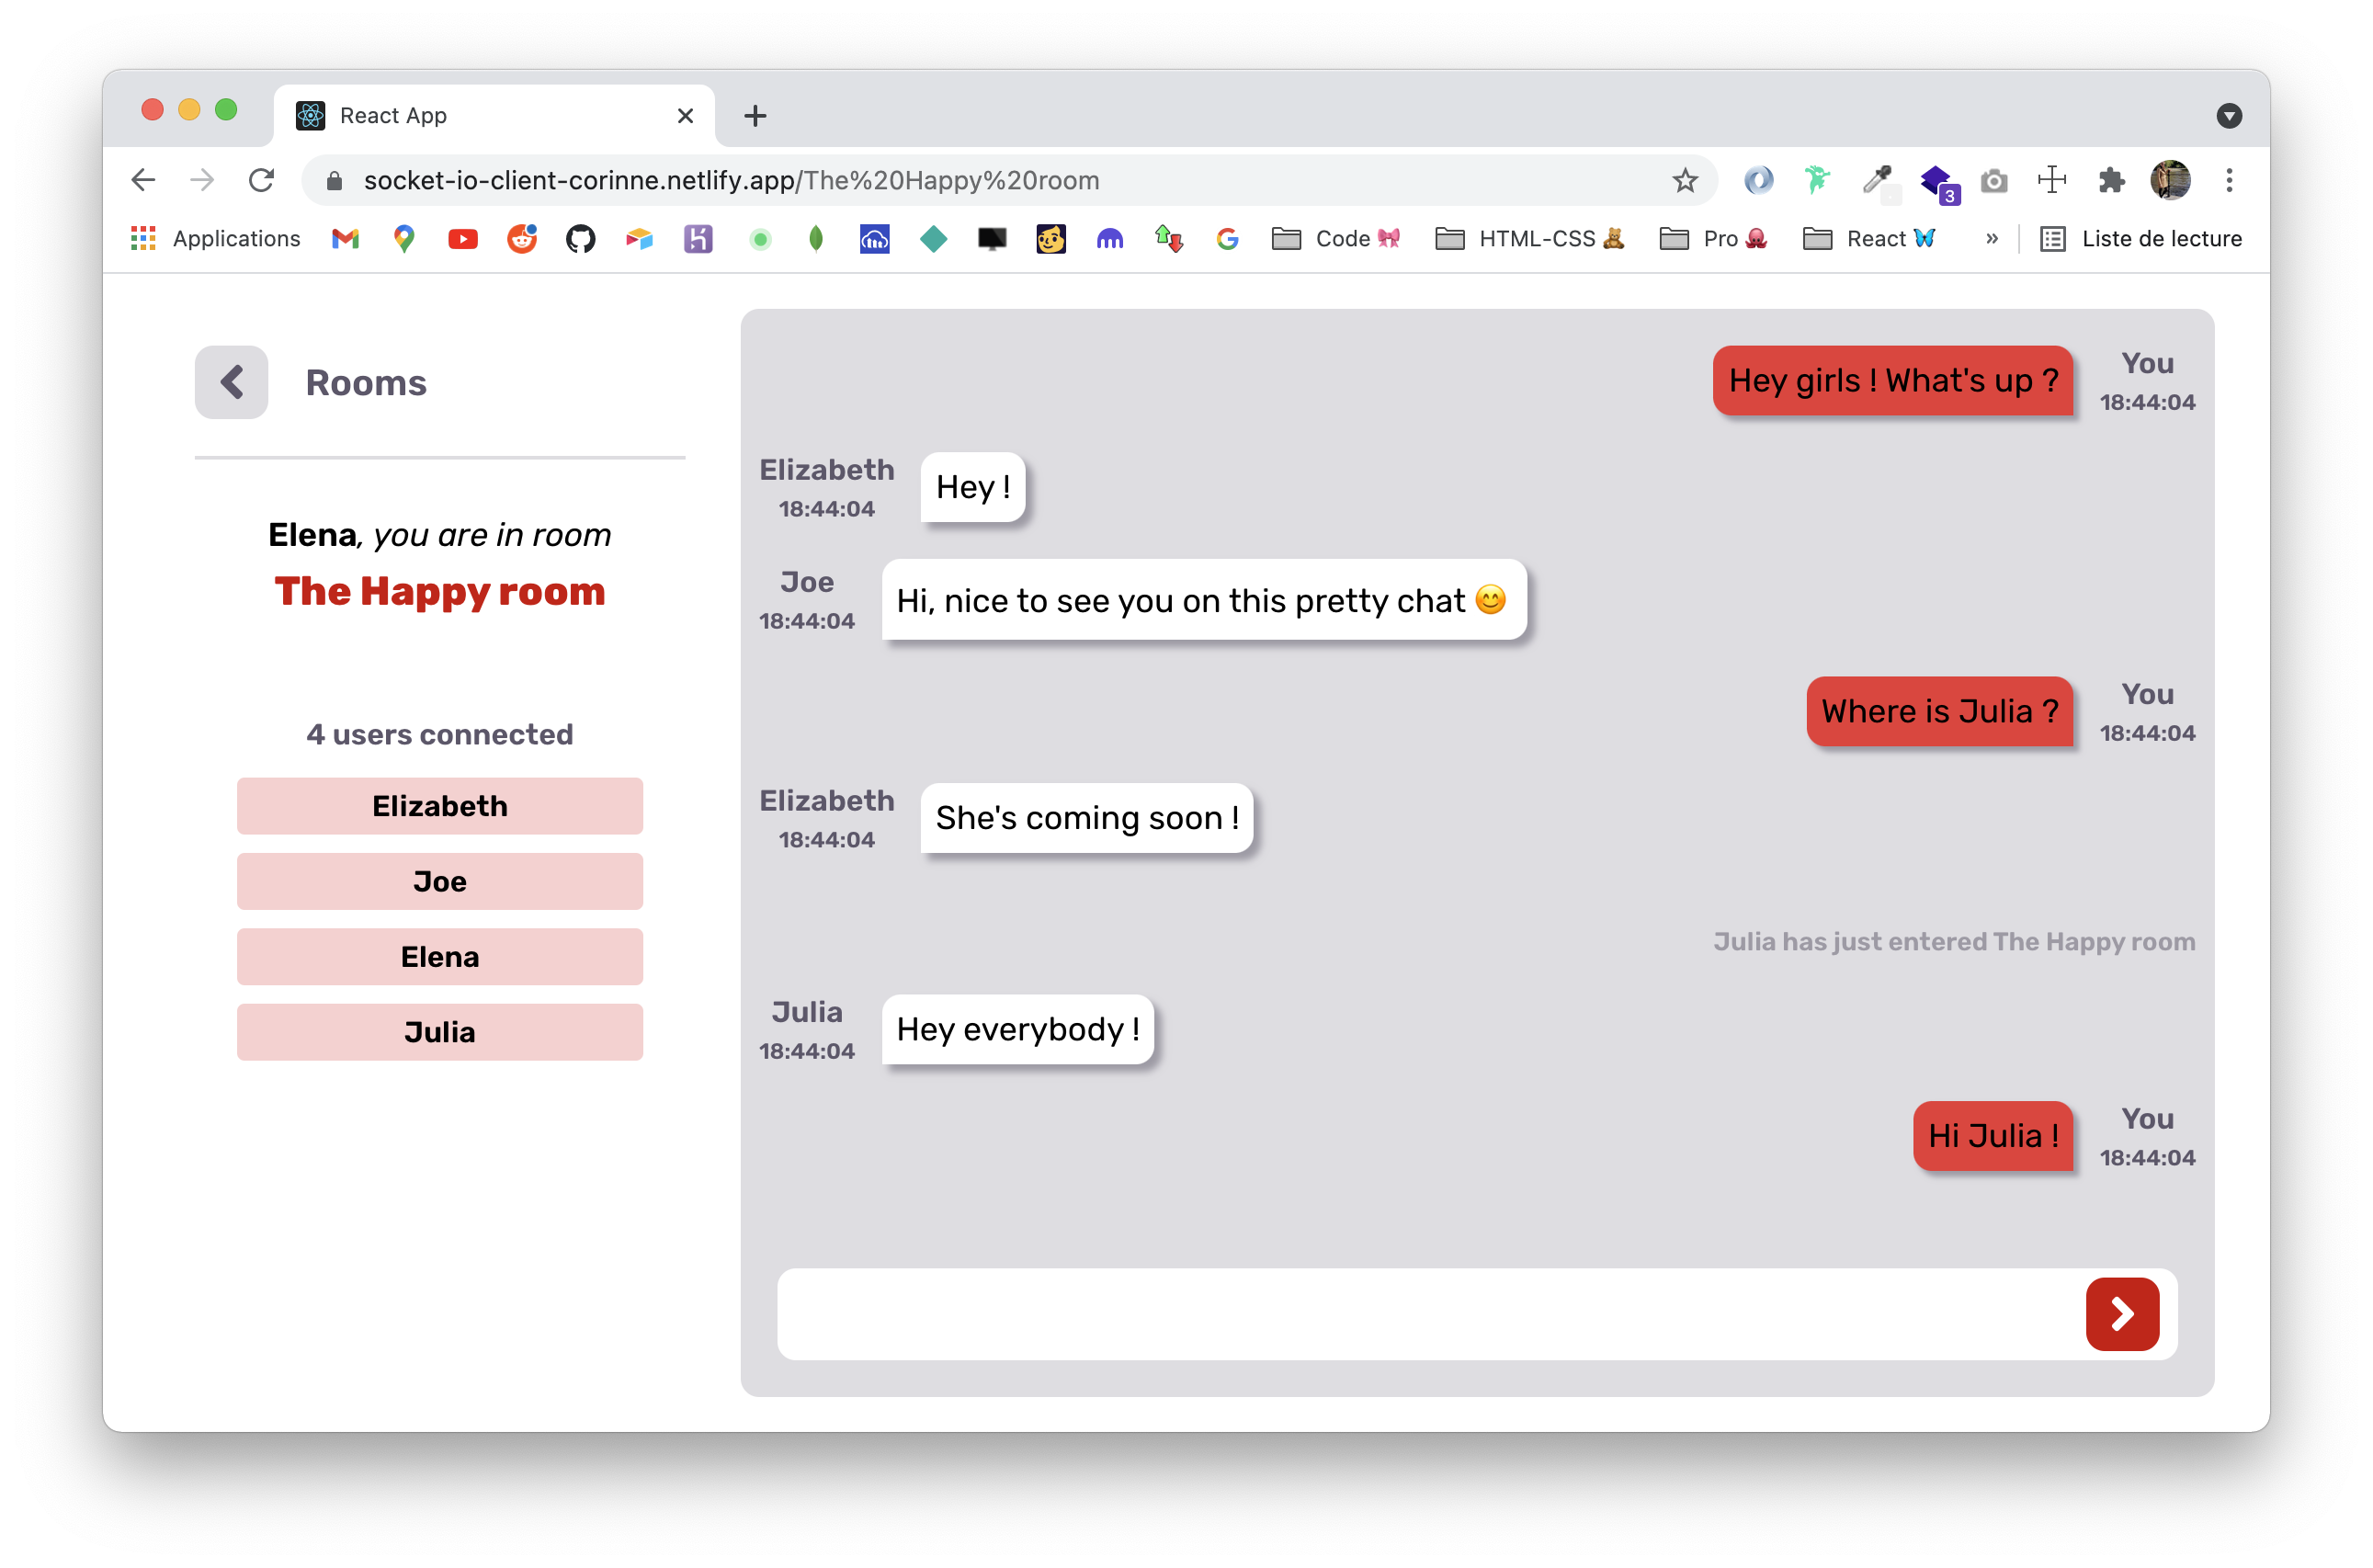 React App
socket-io-client-corinne.netlify.app/The%20Happy%20room
3
Applications
Code 🎀
HTML-CSS 🧸
Pro 🐙
React 🦋
»
Liste de lecture
Rooms
Elena, you are in room
The Happy room
4 users connected
Elizabeth
Joe
Elena
Julia
Hey girls ! What's up ?
You
18:44:04
Elizabeth
18:44:04
Hey !
Joe
18:44:04
Hi, nice to see you on this pretty chat 😊
Where is Julia ?
You
18:44:04
Elizabeth
18:44:04
She's coming soon !
Julia has just entered The Happy room
Julia
18:44:04
Hey everybody !
Hi Julia !
You
18:44:04